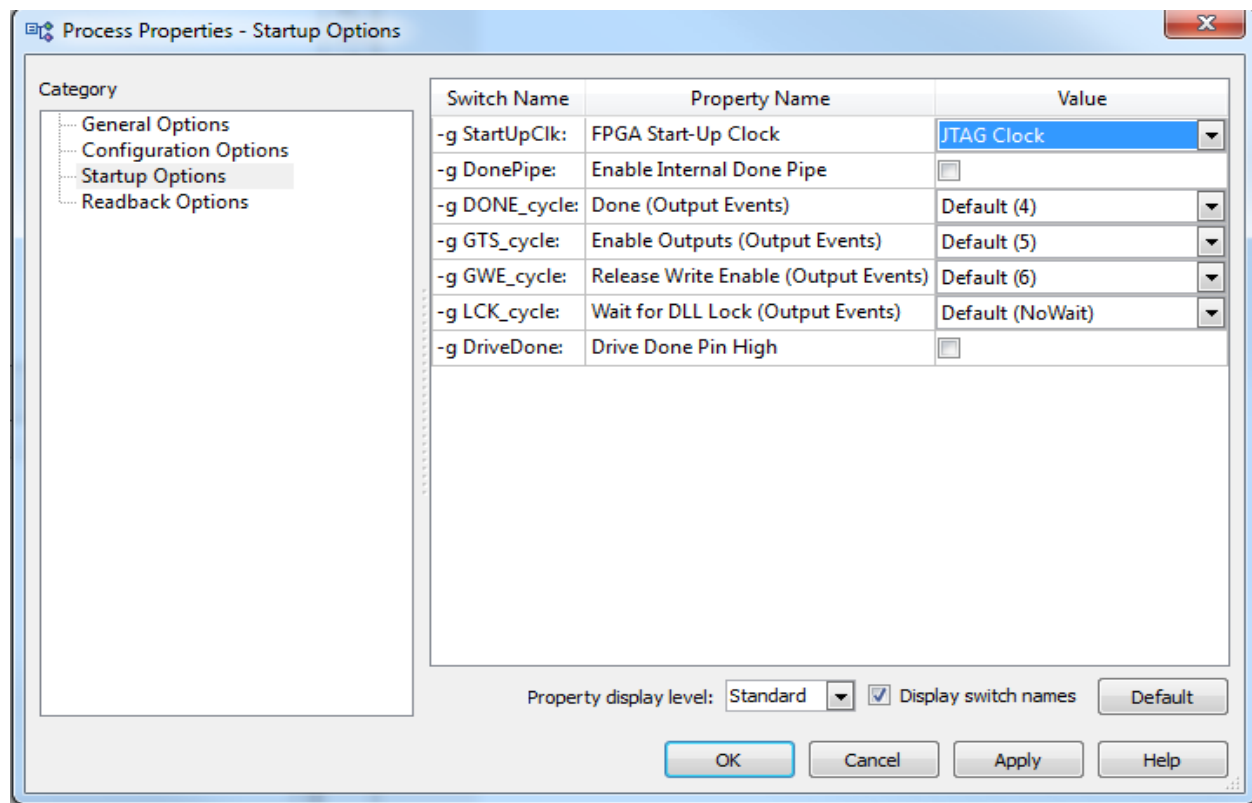 Process Properties - Startup Options
Category
General Options
Configuration Options
Startup Options
Readback Options
Switch Name Property Name Value
-g StartUpClk: FPGA Start-Up Clock JTAG Clock
-g DonePipe: Enable Internal Done Pipe
-g DONE_cycle: Done (Output Events) Default (4)
-g GTS_cycle: Enable Outputs (Output Events) Default (5)
-g GWE_cycle: Release Write Enable (Output Events) Default (6)
-g LCK_cycle: Wait for DLL Lock (Output Events) Default (NoWait)
-g DriveDone: Drive Done Pin High
Property display level: Standard Display switch names Default
OK Cancel Apply Help